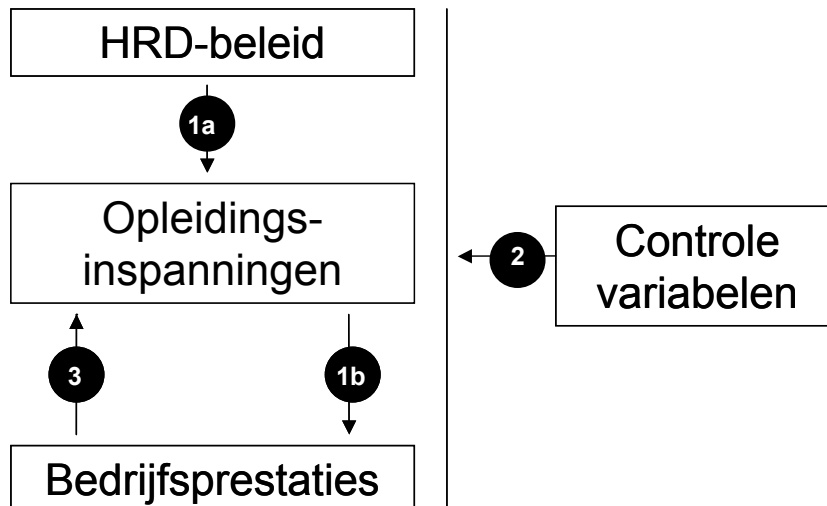 HRD-beleid
1a
Opleidings-
inspanningen
2
Controle
variabelen
3
1b
Bedrijfsprestaties